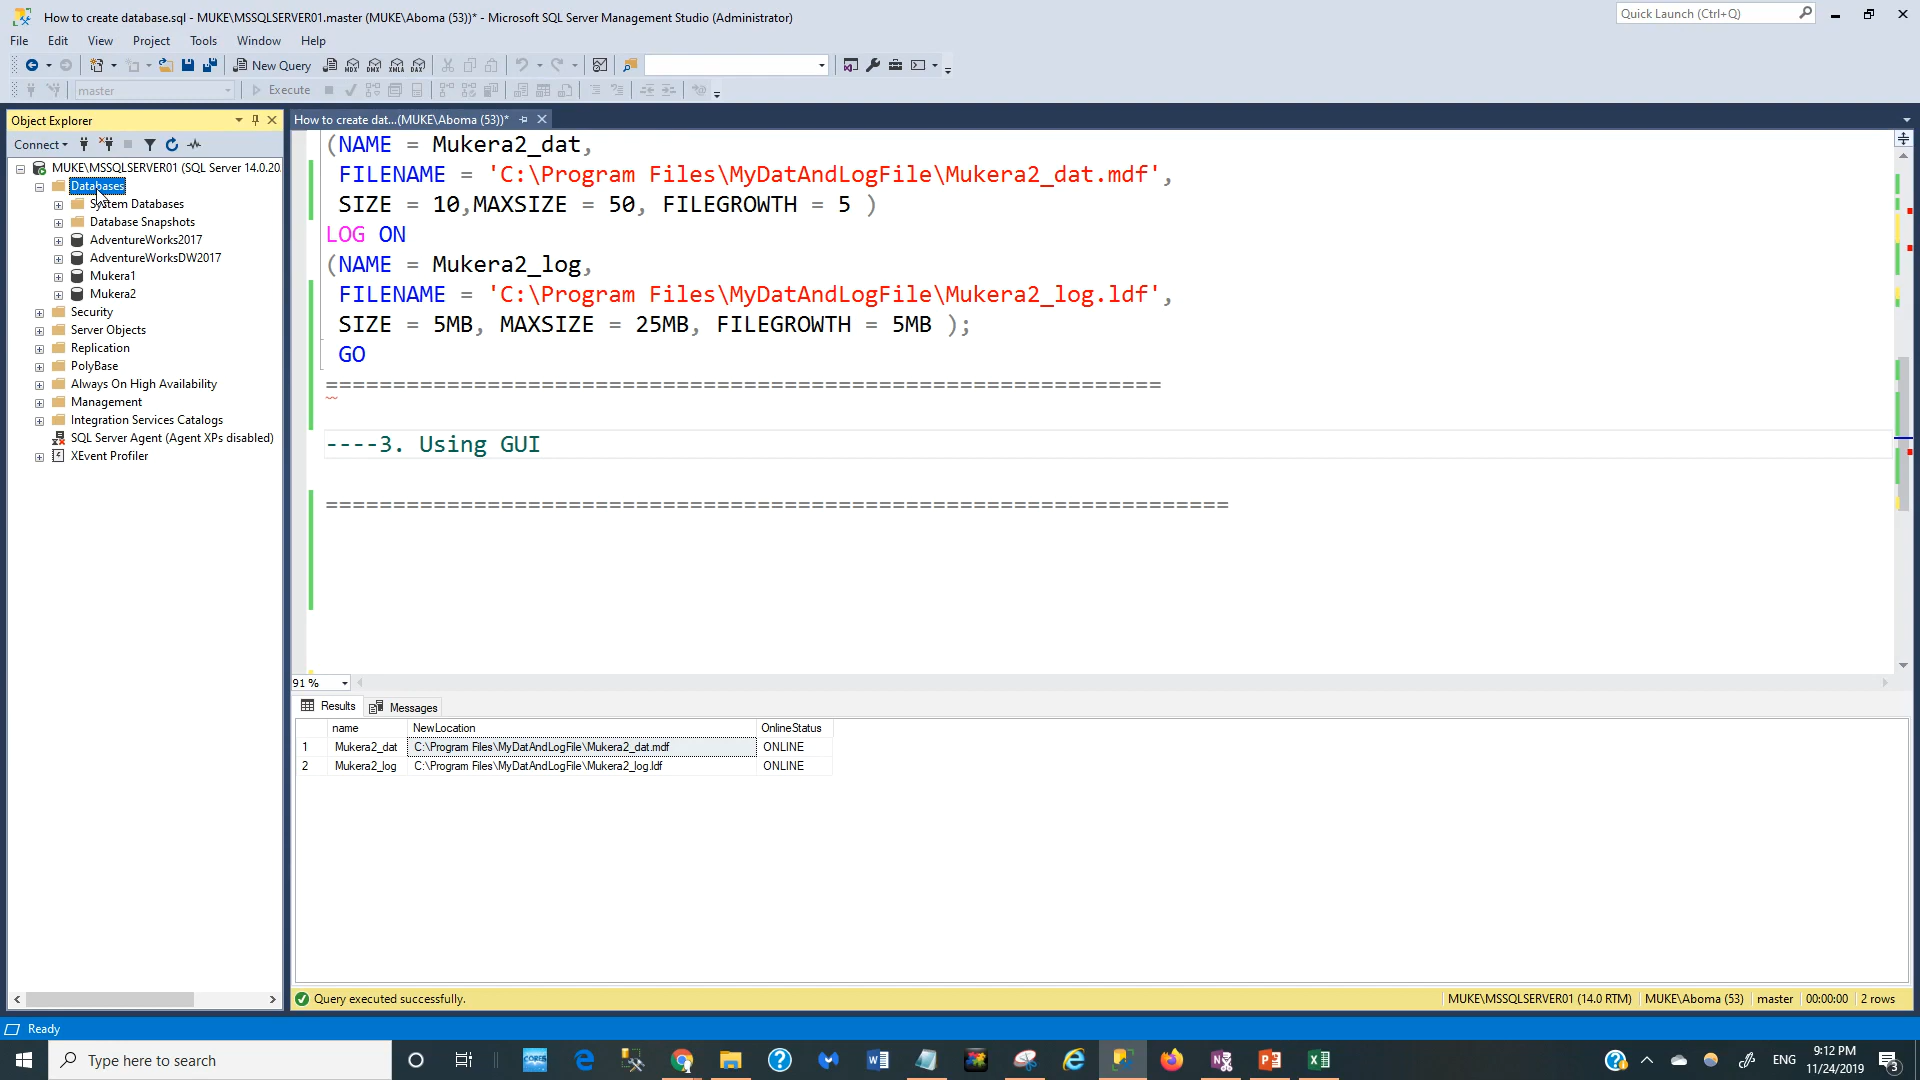 How to create database.sql - MUKE\MSSQLSERVER01.master (MUKE\Aboma (53))* - Microsoft SQL Server Management Studio (Administrator)
Quick Launch (Ctrl+Q)
File Edit View Project Tools Window Help
New Query
master
Execute
Object Explorer
Connect
MUKE\MSSQLSERVER01 (SQL Server 14.0.20
Databases
System Databases
Database Snapshots
AdventureWorks2017
AdventureWorksDW2017
Mukera1
Mukera2
Security
Server Objects
Replication
PolyBase
Always On High Availability
Management
Integration Services Catalogs
SQL Server Agent (Agent XPs disabled)
XEvent Profiler
How to create dat...(MUKE\Aboma (53))*
(NAME = Mukera2_dat,
FILENAME = 'C:\Program Files\MyDatAndLogFile\Mukera2_dat.mdf',
SIZE = 10,MAXSIZE = 50, FILEGROWTH = 5 )
LOG ON
(NAME = Mukera2_log,
FILENAME = 'C:\Program Files\MyDatAndLogFile\Mukera2_log.ldf',
SIZE = 5MB, MAXSIZE = 25MB, FILEGROWTH = 5MB );
GO
==============================================================
----3. Using GUI
===================================================================
91 %
Results Messages
name NewLocation OnlineStatus
1 Mukera2_dat C:\Program Files\MyDatAndLogFile\Mukera2_dat.mdf ONLINE
2 Mukera2_log C:\Program Files\MyDatAndLogFile\Mukera2_log.ldf ONLINE
Query executed successfully.
MUKE\MSSQLSERVER01 (14.0 RTM) MUKE\Aboma (53) master 00:00:00 2 rows
Ready
Type here to search
ENG
9:12 PM
11/24/2019
3